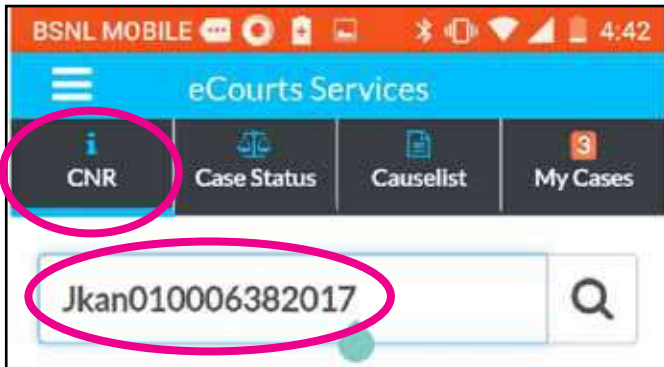 BSNL MOBILE 4:42
eCourts Services
CNR Case Status Causelist 3 My Cases
Jkan010006382017